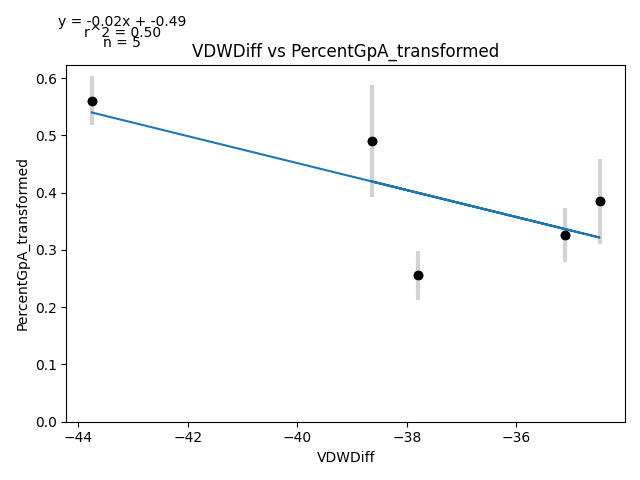 y = -0.02x + -0.49
r^2 = 0.50
n = 5
VDWDiff vs PercentGpA_transformed
PercentGpA_transformed
0.6
0.5
0.4
0.3
0.2
0.1
0.0
−44 −42 −40 −38 −36
VDWDiff